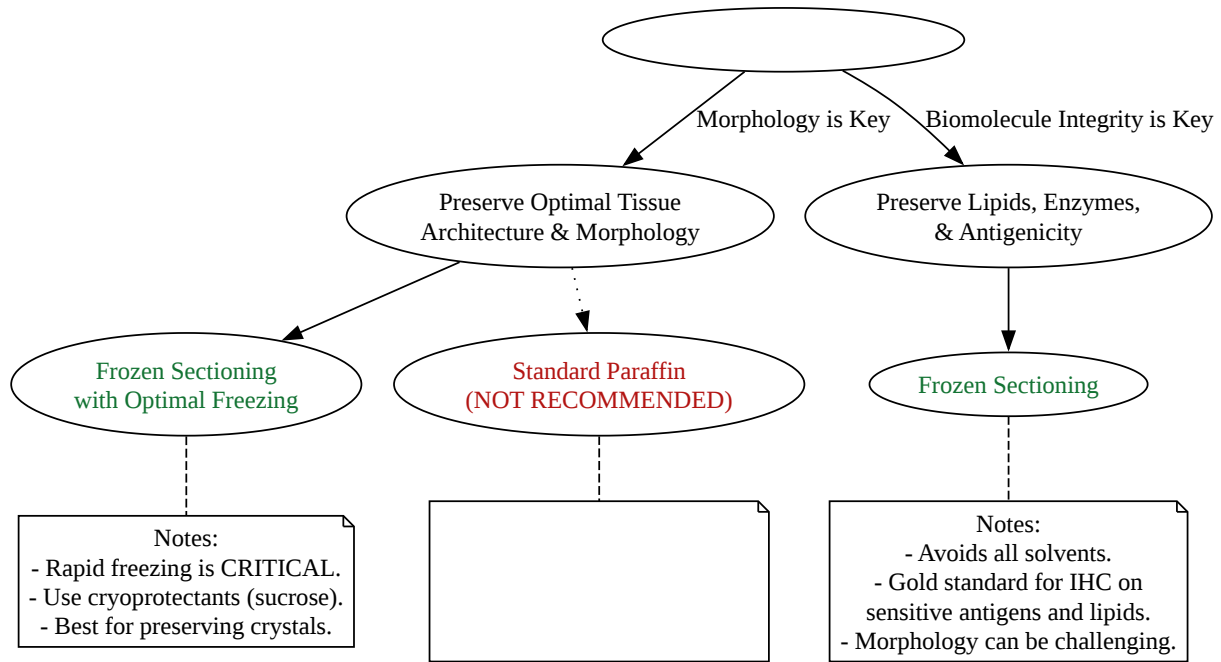 Morphology is Key
Biomolecule Integrity is Key
Preserve Optimal Tissue
Architecture & Morphology
Preserve Lipids, Enzymes,
& Antigenicity
Frozen Sectioning
with Optimal Freezing
Standard Paraffin
(NOT RECOMMENDED)
Frozen Sectioning
Notes:
- Rapid freezing is CRITICAL.
- Use cryoprotectants (sucrose).
- Best for preserving crystals.
Notes:
- Avoids all solvents.
- Gold standard for IHC on
sensitive antigens and lipids.
- Morphology can be challenging.